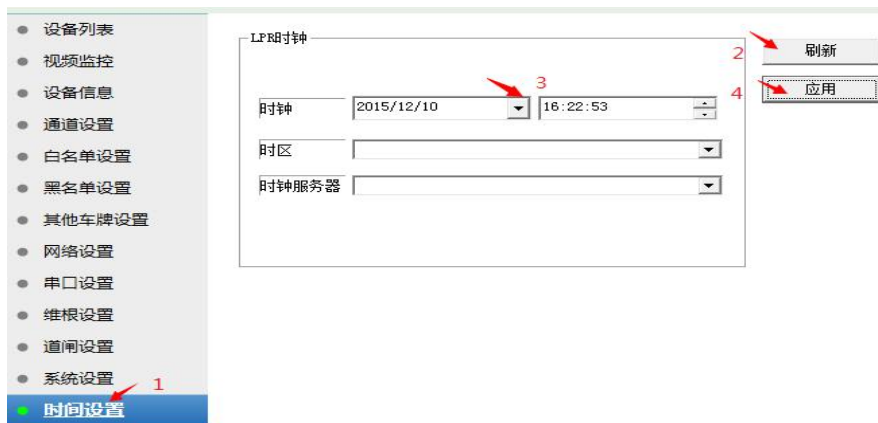 设备列表
视频监控
设备信息
通道设置
白名单设置
黑名单设置
其他车牌设置
网络设置
串口设置
维根设置
道闸设置
系统设置
1
时间设置
LPR时钟
时钟 2015/12/10 3 16:22:53
时区
时钟服务器
2 刷新
4 应用